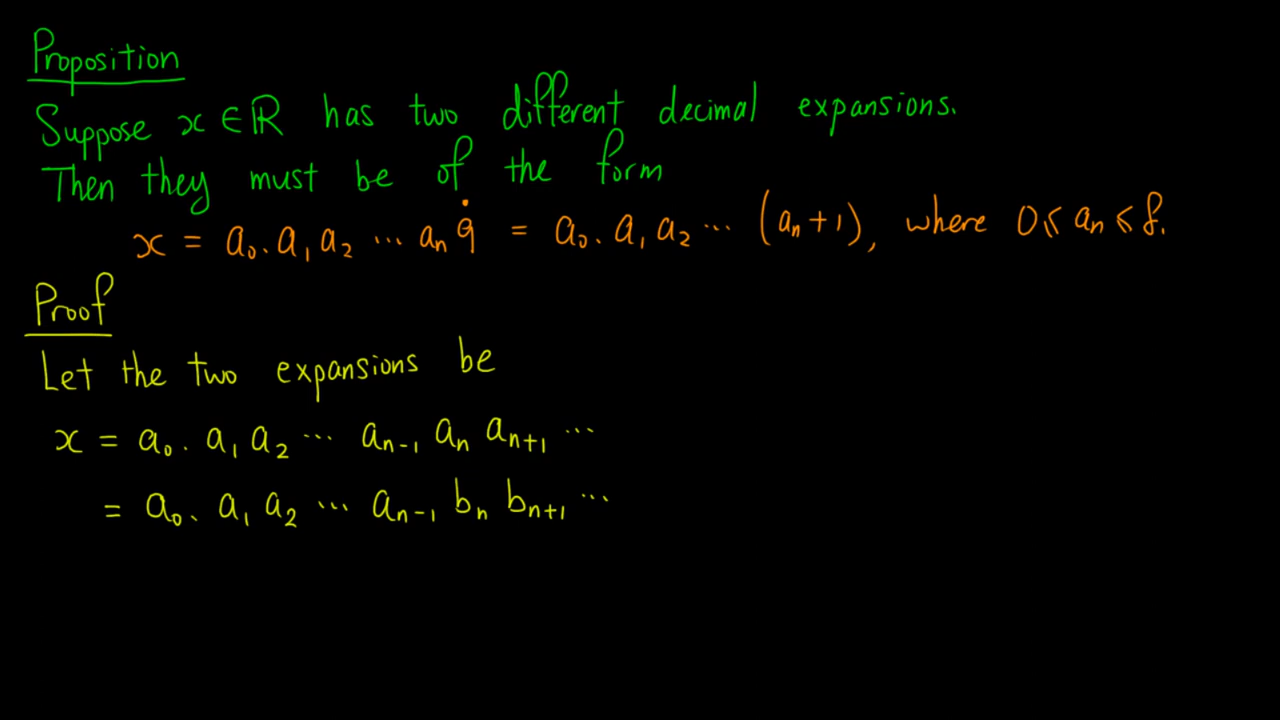 Proposition
Suppose x ∈ ℝ has two different decimal expansions.
Then they must be of the form
x = a₀. a₁ a₂ ⋯ aₙ 9̇ = a₀. a₁ a₂ ⋯ (aₙ + 1), where 0 ≤ aₙ ≤ 8.
Proof
Let the two expansions be
x = a₀. a₁ a₂ ⋯ aₙ₋₁ aₙ aₙ₊₁ ⋯
= a₀. a₁ a₂ ⋯ aₙ₋₁ bₙ bₙ₊₁ ⋯